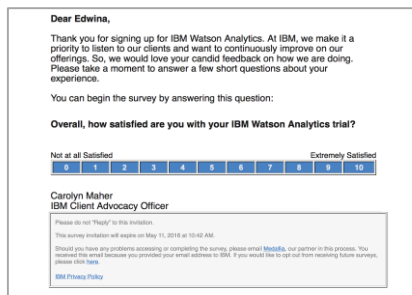 Dear Edwina,
Thank you for signing up for IBM Watson Analytics. At IBM, we make it a
priority to listen to our clients and want to continuously improve on our
offerings. So, we would love your candid feedback on how we are doing.
Please take a moment to answer a few short questions about your
experience.
You can begin the survey by answering this question:
Overall, how satisfied are you with your IBM Watson Analytics trial?
Not at all Satisfied Extremely Satisfied
0 1 2 3 4 5 6 7 8 9 10
Carolyn Maher
IBM Client Advocacy Officer
Please do not "Reply" to this invitation.
This survey invitation will expire on May 11, 2016 at 10:42 AM.
Should you have any problems accessing or completing the survey, please email Medallia, our partner in this process. You
received this email because you provided your email address to IBM. If you would like to opt out from receiving future surveys,
please click here.
IBM Privacy Policy